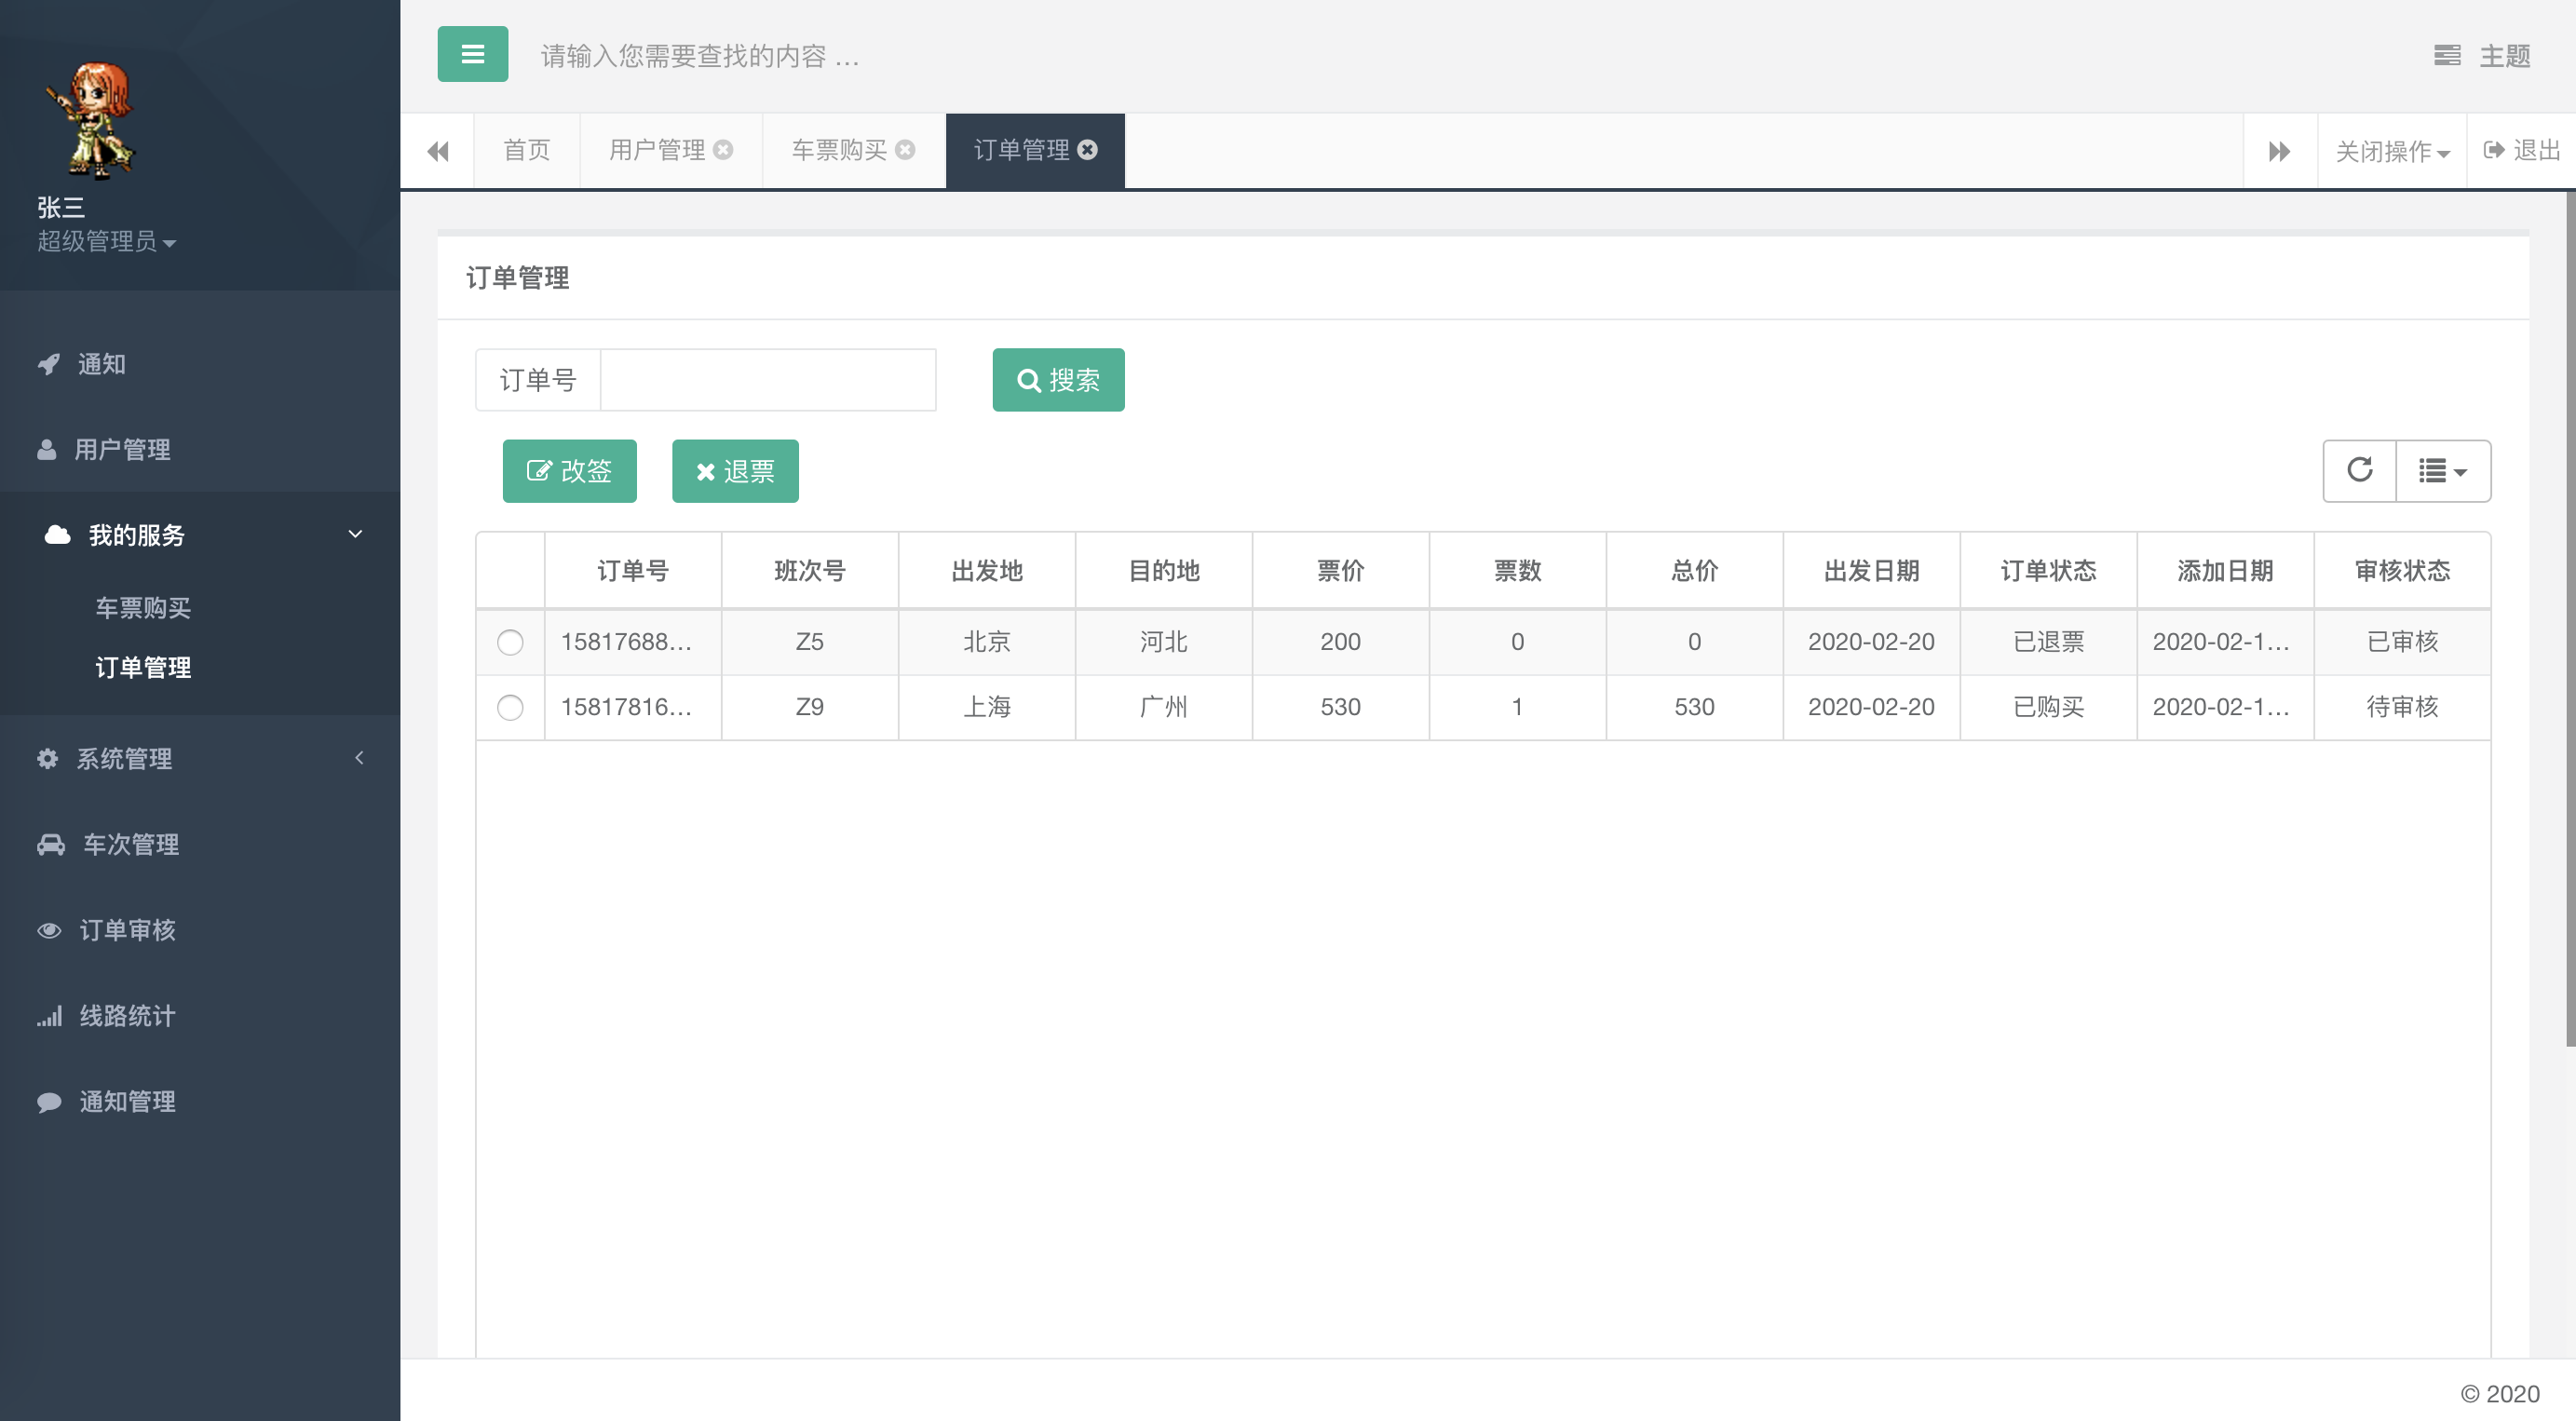 张三
超级管理员
通知
用户管理
我的服务
车票购买
订单管理
系统管理
车次管理
订单审核
线路统计
通知管理
请输入您需要查找的内容 …
主题
首页 用户管理 车票购买 订单管理 关闭操作 退出
订单管理
订单号 搜索
改签 退票
订单号 班次号 出发地 目的地 票价 票数 总价 出发日期 订单状态 添加日期 审核状态
15817688... Z5 北京 河北 200 0 0 2020-02-20 已退票 2020-02-1... 已审核
15817816... Z9 上海 广州 530 1 530 2020-02-20 已购买 2020-02-1... 待审核
© 2020